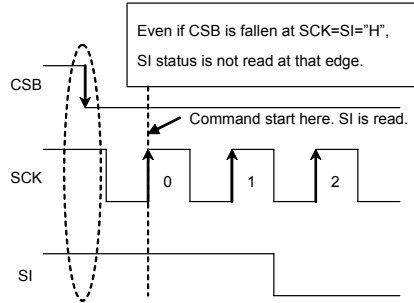 Even if CSB is fallen at SCK=SI="H",
SI status is not read at that edge.
CSB
Command start here. SI is read.
SCK
0
1
2
SI